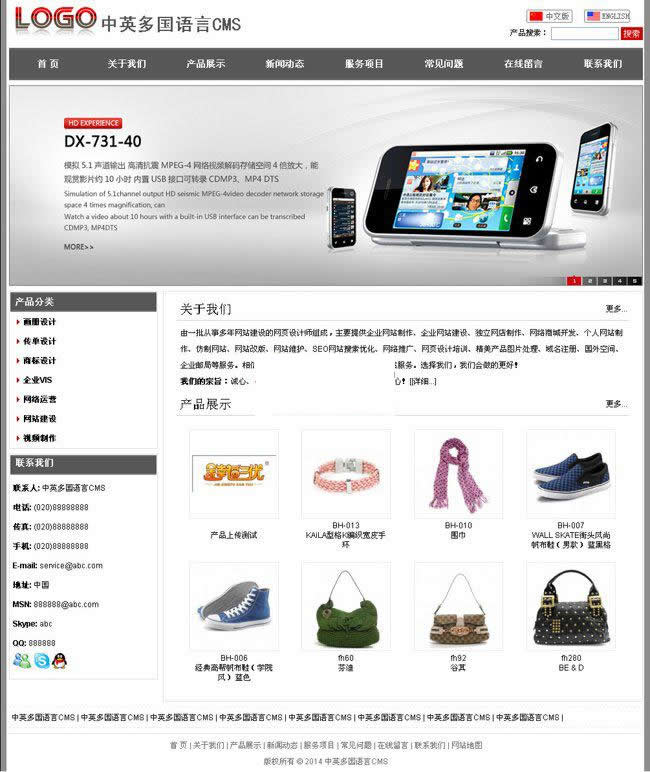 LOGO 中英多国语言CMS
中文版 ENGLISH
产品搜索： 搜索
首 页 关于我们 产品展示 新闻动态 服务项目 常见问题 在线留言 联系我们
HD EXPERIENCE
DX-731-40
模拟 5.1 声道输出 高清抗震 MPEG-4 网络视频解码存储空间 4 倍放大，能
观赏影片约 10 小时 内置 USB 接口可转录 CDMP3、MP4 DTS
Simulation of 5.1channel output HD seismic MPEG-4video decoder network storage
space 4 times magnification, can
Watch a video about 10 hours with a built-in USB interface can be transcribed
CDMP3, MP4DTS
MORE>>
1 2 3 4 5
产品分类
画册设计
传单设计
商标设计
企业VIS
网络运营
网站建设
视频制作
联系我们
联系人: 中英多国语言CMS
电话: (020)88888888
传真: (020)88888888
手机: (020)88888888
E-mail: service@abc.com
地址: 中国
MSN: 888888@abc.com
Skype: abc
QQ: 888888
关于我们 更多...
由一批从事多年网站建设的网页设计师组成，主要提供企业网站制作、企业网站建设、独立网店制作、网络商城开发、个人网站制
作、仿制网站、网站改版、网站维护、SEO网站搜索优化、网络推广、网页设计培训、精美产品图片处理、域名注册、国外空间、
企业邮局等服务。相 服务。选择我们，我们会做的更好！
我们的宗旨：诚心、 心！ [详细...]
产品展示 更多...
产品上传测试
BH-013
KAiLA型格K编织宽皮手
环
BH-010
围巾
BH-007
WALL SKATE街头风尚
帆布鞋（男款）蓝黑格
BH-006
经典高帮帆布鞋（学院
风）蓝色
fh60
芬迪
fh92
谷其
fh280
BE & D
中英多国语言CMS | 中英多国语言CMS | 中英多国语言CMS | 中英多国语言CMS | 中英多国语言CMS | 中英多国语言CMS | 中英多国语言CMS | 中英多国语言CMS |
首 页 | 关于我们 | 产品展示 | 新闻动态 | 服务项目 | 常见问题 | 在线留言 | 联系我们 | 网站地图
版权所有 © 2014 中英多国语言CMS